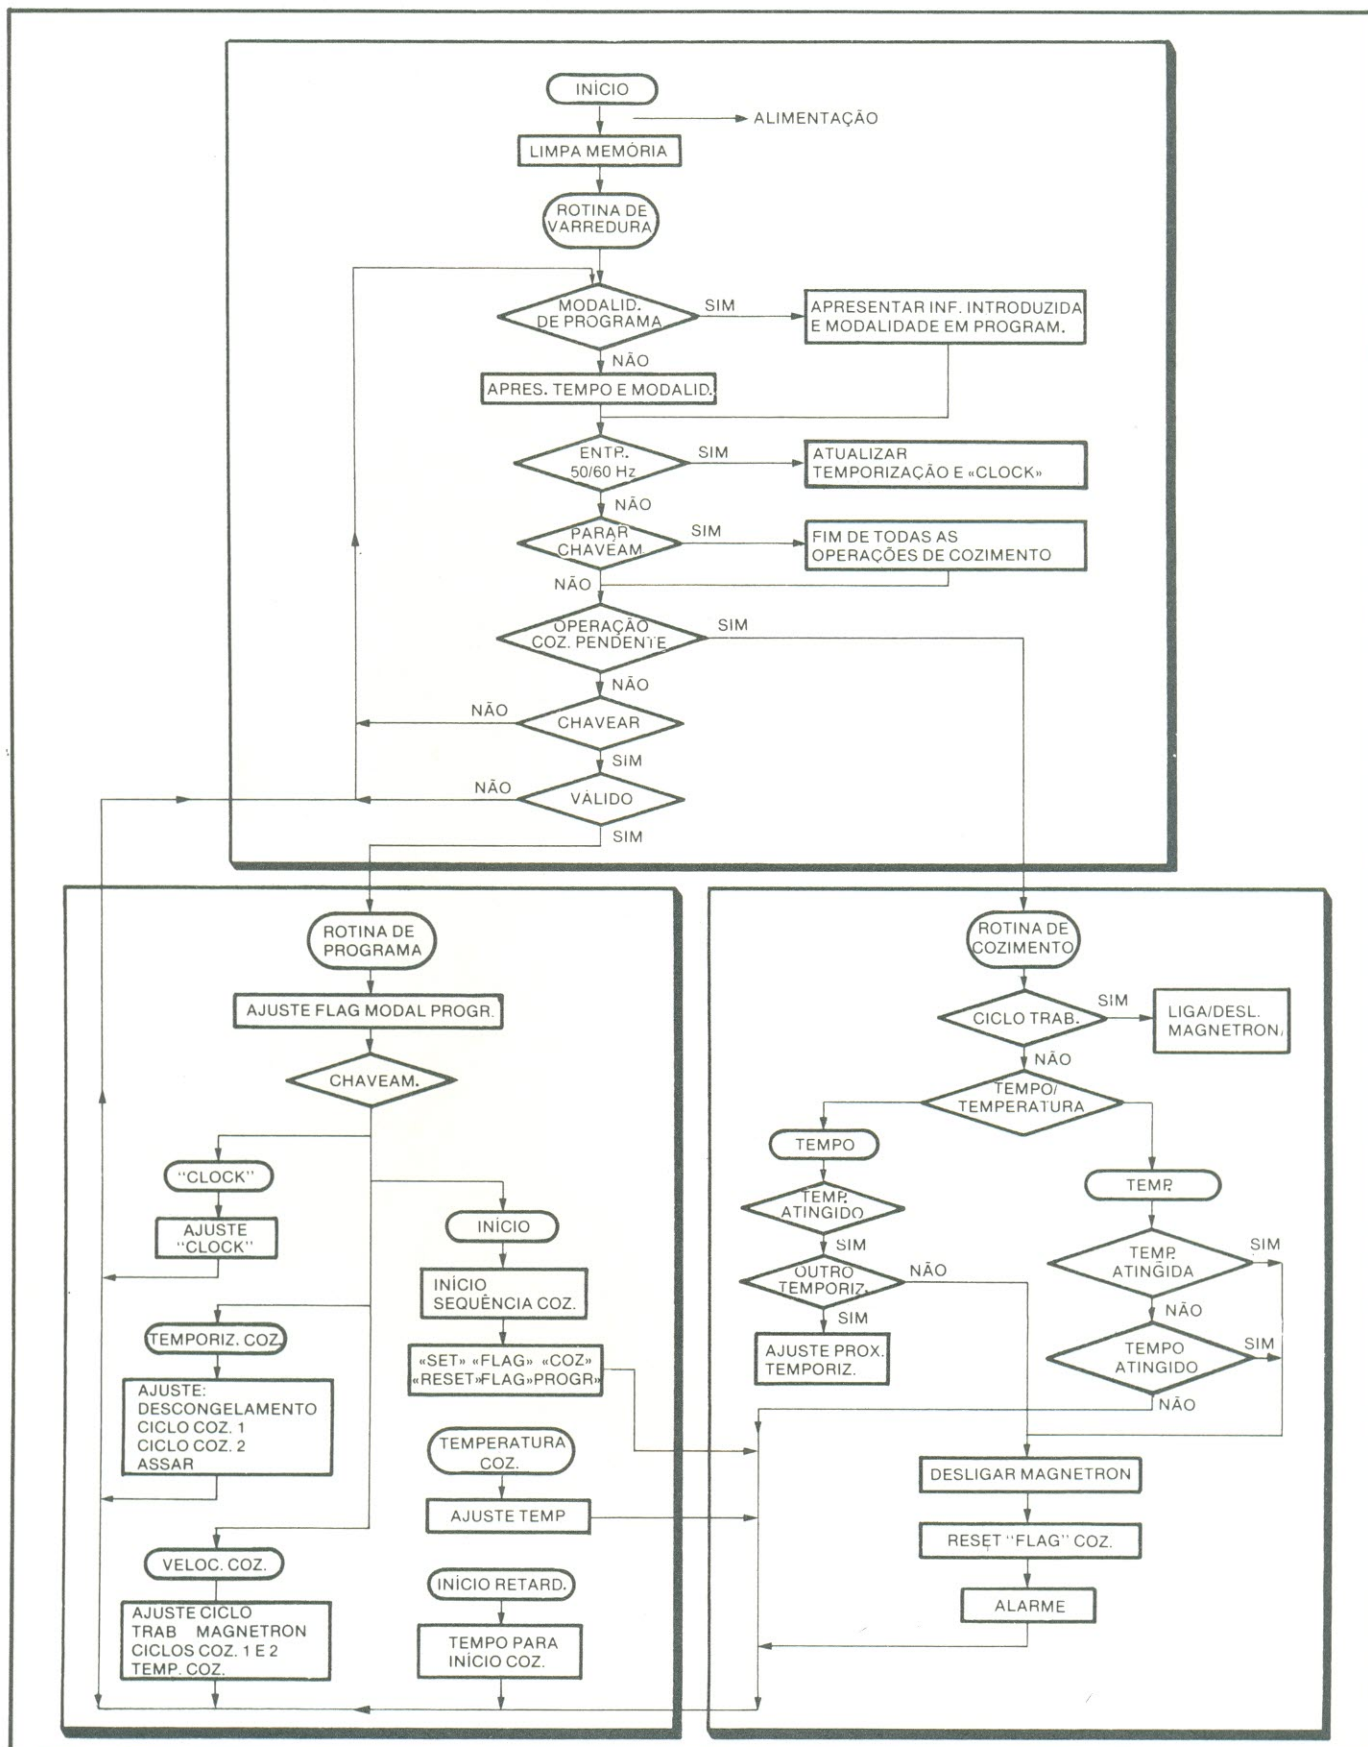 INÍCIO
ALIMENTAÇÃO
LIMPA MEMÓRIA
ROTINA DE
VARREDURA
MODALID.
DE PROGRAMA
SIM
APRESENTAR INF. INTRODUZIDA
E MODALIDADE EM PROGRAM.
NÃO
APRES. TEMPO E MODALID.
ENTR.
50/60 Hz
SIM
ATUALIZAR
TEMPORIZAÇÃO E «CLOCK»
NÃO
PARAR
CHAVEAM.
SIM
FIM DE TODAS AS
OPERAÇÕES DE COZIMENTO
NÃO
OPERAÇÃO
COZ. PENDENTE
SIM
NÃO
CHAVEAR
NÃO
SIM
VÁLIDO
NÃO
SIM
ROTINA DE
PROGRAMA
AJUSTE FLAG MODAL PROGR.
CHAVEAM.
"CLOCK"
AJUSTE
"CLOCK"
TEMPORIZ. COZ.
AJUSTE:
DESCONGELAMENTO
CICLO COZ. 1
CICLO COZ. 2
ASSAR
VELOC. COZ.
AJUSTE CICLO
TRAB MAGNETRON
CICLOS COZ. 1 E 2
TEMP. COZ.
INÍCIO
INÍCIO
SEQUÊNCIA COZ.
«SET» «FLAG» «COZ»
«RESET»FLAG»PROGR»
TEMPERATURA
COZ.
AJUSTE TEMP
INÍCIO RETARD.
TEMPO PARA
INÍCIO COZ.
ROTINA DE
COZIMENTO
CICLO TRAB.
SIM
LIGA/DESL.
MAGNETRON
NÃO
TEMPO/
TEMPERATURA
TEMPO
TEMP.
ATINGIDO
SIM
OUTRO
TEMPORIZ.
NÃO
SIM
AJUSTE PROX.
TEMPORIZ.
TEMP.
TEMP.
ATINGIDA
SIM
NÃO
TEMPO
ATINGIDO
SIM
NÃO
DESLIGAR MAGNETRON
RESET "FLAG" COZ.
ALARME